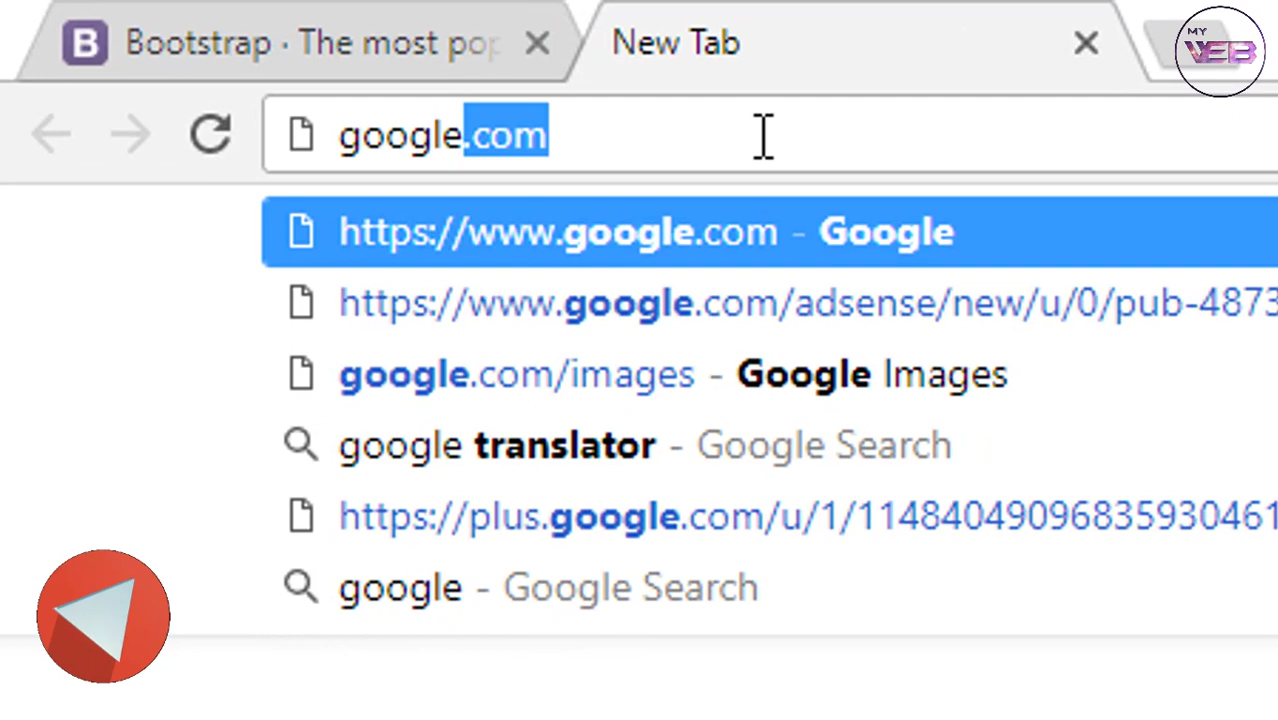 B Bootstrap · The most pop
New Tab
MY
WEB
google.com
https://www.google.com - Google
https://www.google.com/adsense/new/u/0/pub-4873
google.com/images - Google Images
google translator - Google Search
https://plus.google.com/u/1/11484049096835930461
google - Google Search